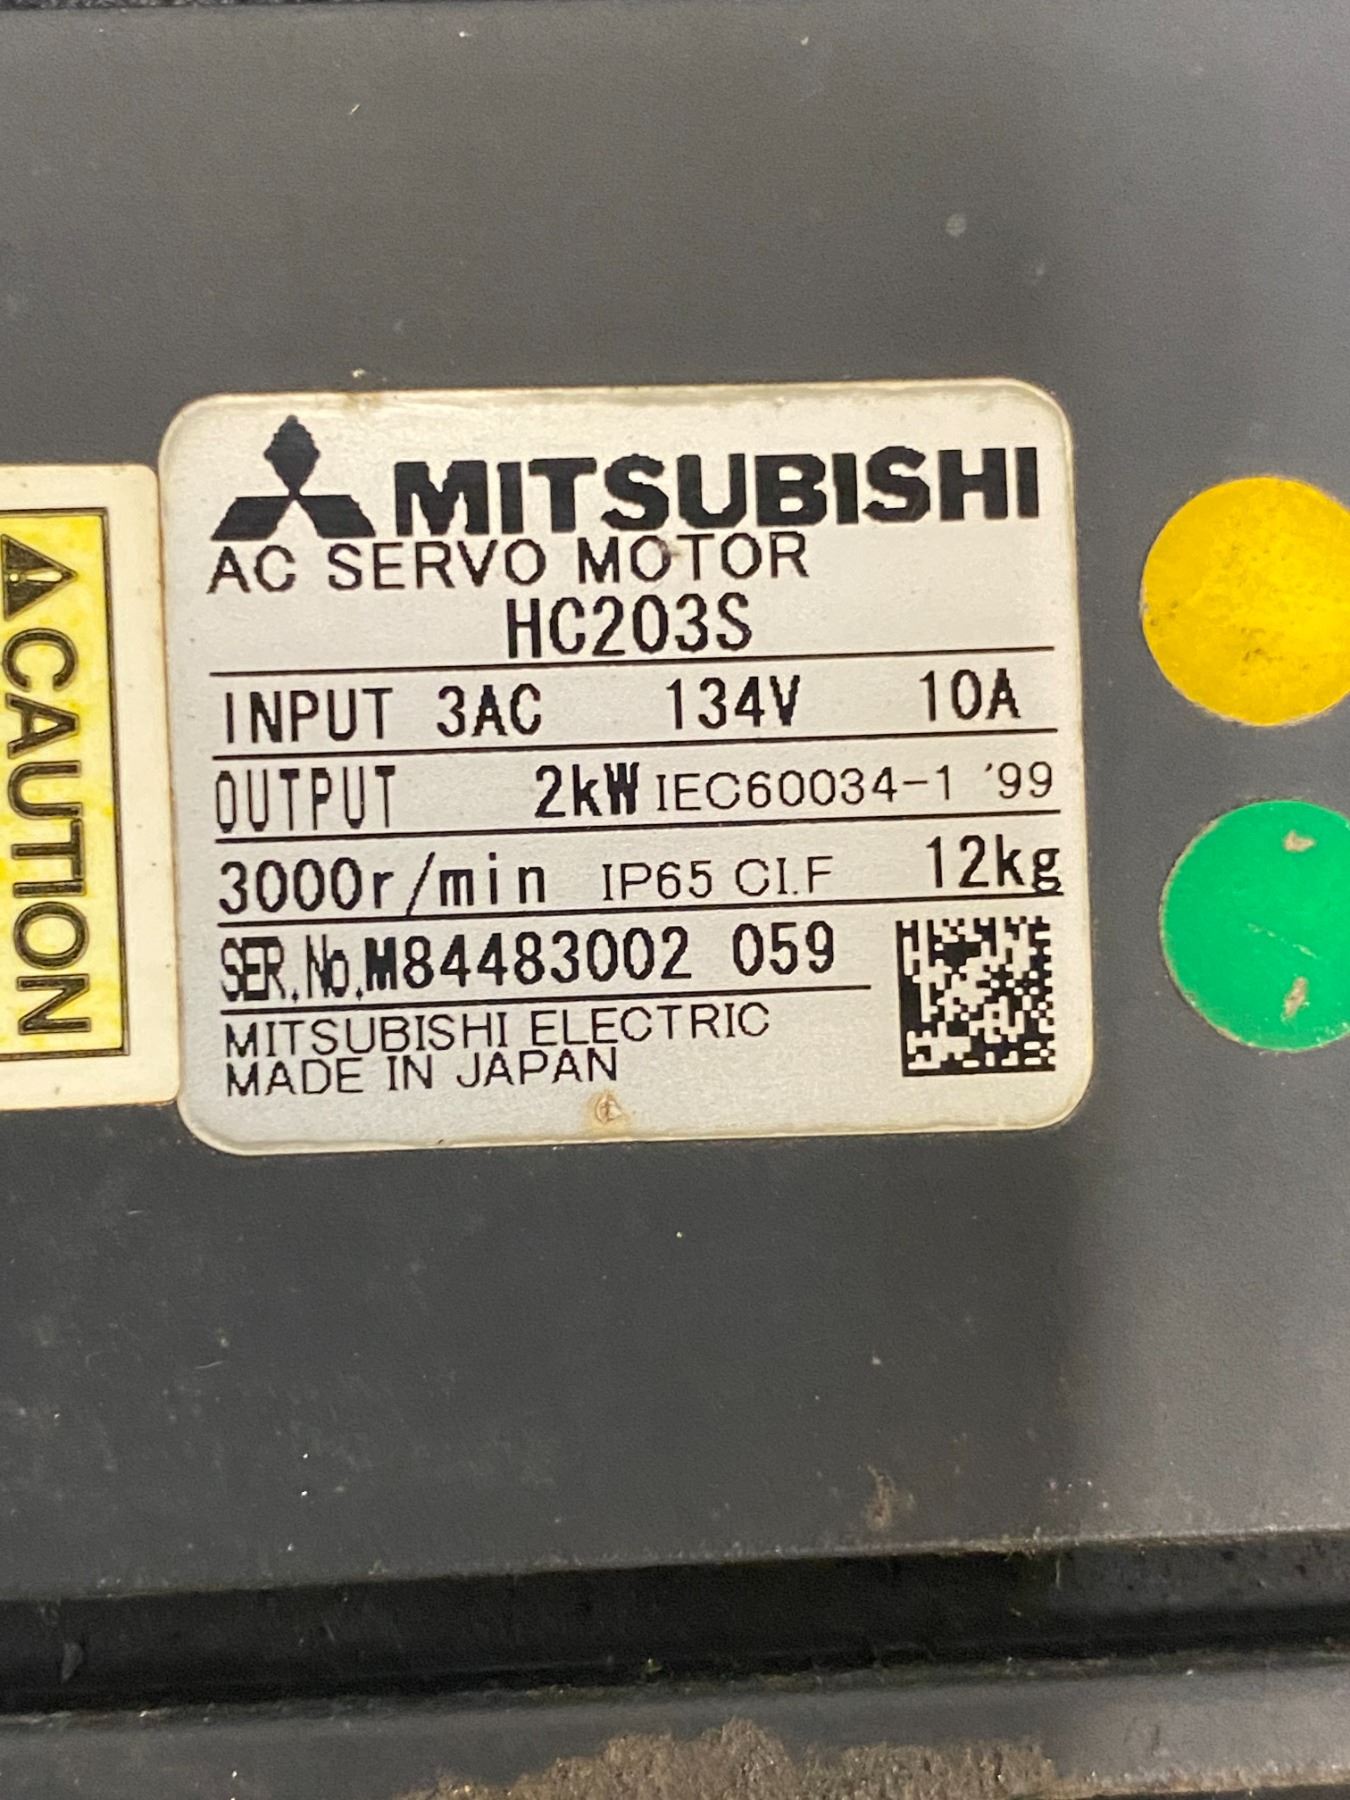 MITSUBISHI
AC SERVO MOTOR
HC203S
INPUT 3AC 134V 10A
OUTPUT 2kW IEC60034-1 '99
3000r/min IP65 CI.F 12kg
SER.No.M84483002 059
MITSUBISHI ELECTRIC
MADE IN JAPAN
CAUTION